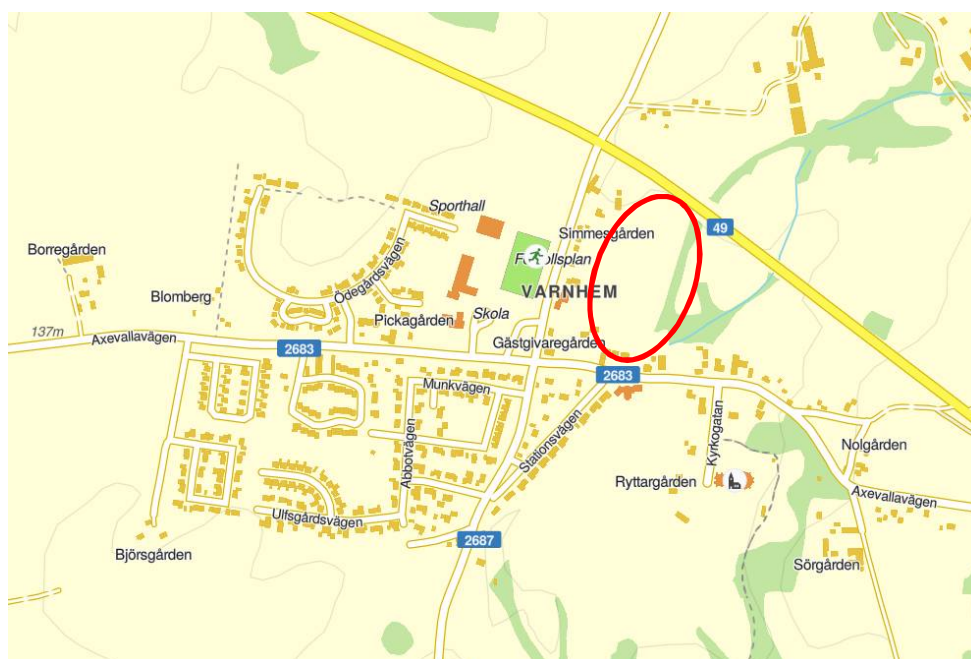 Sporthall
49
Simmesgården
Borregården
Ödegårdsvägen
VARNHEM
Blomberg
Skola
Pickagården
137m
Axevallavägen
Gästgivaregården
2683
2683
Munkvägen
Kyrkogatan
Stationsvägen
Nolgården
Abbotvägen
Ryttargården
Axevallavägen
Ulfsgårdsvägen
2687
Björsgården
Sörgården